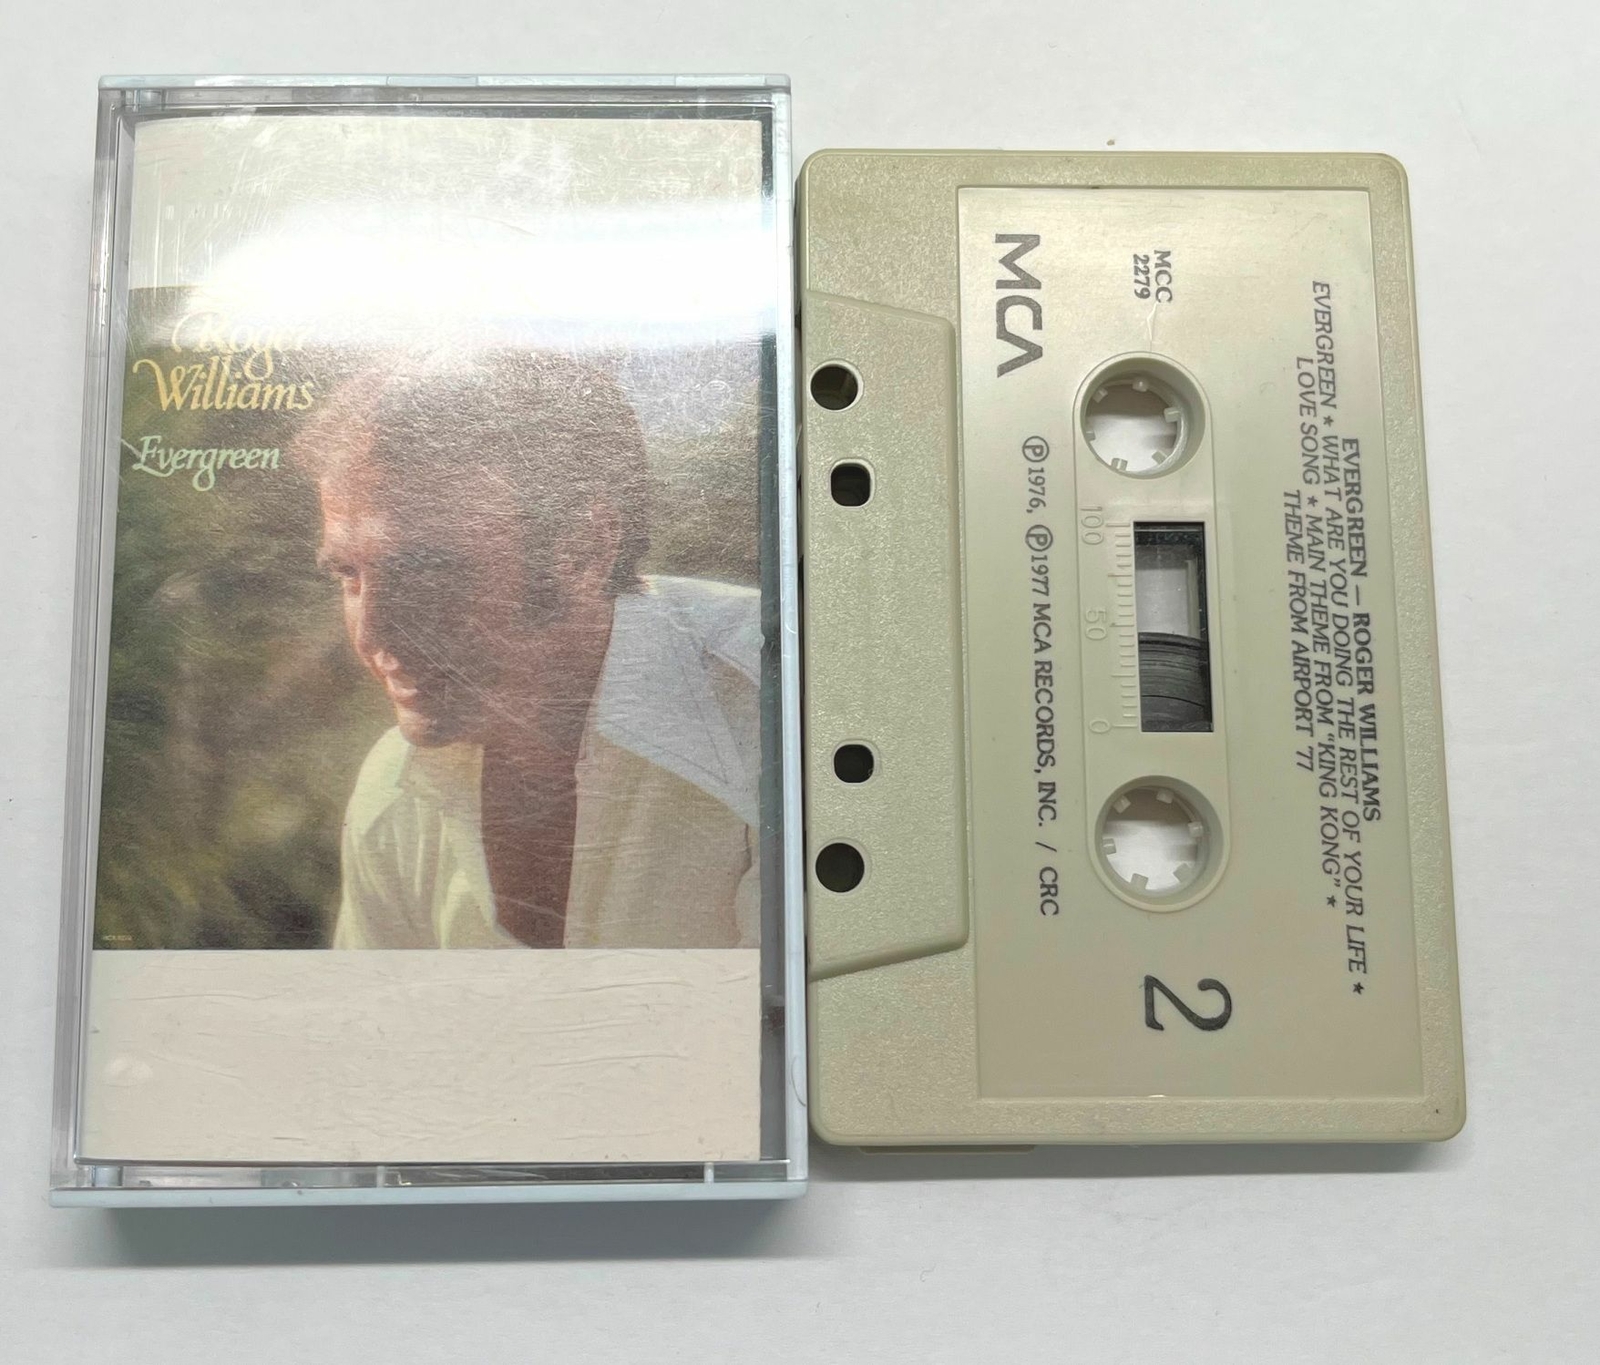 Roger
Williams
Evergreen
EVERGREEN — ROGER WILLIAMS
EVERGREEN ★ WHAT ARE YOU DOING THE REST OF YOUR LIFE ★
LOVE SONG ★ MAIN THEME FROM "KING KONG" ★
THEME FROM AIRPORT '77
MCC
2279
2
100 50 0
MCA
Ⓟ1976, Ⓟ1977 MCA RECORDS, INC. / CRC